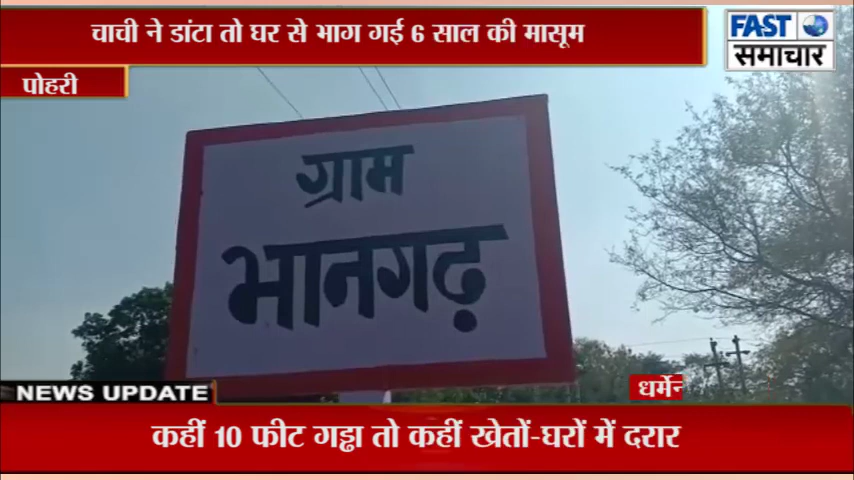 चाची ने डांटा तो घर से भाग गई 6 साल की मासूम
FAST
समाचार
पोहरी
ग्राम
भानगढ़
NEWS UPDATE
धर्मेन
कहीं 10 फीट गड्ढा तो कहीं खेतों-घरों में दरार